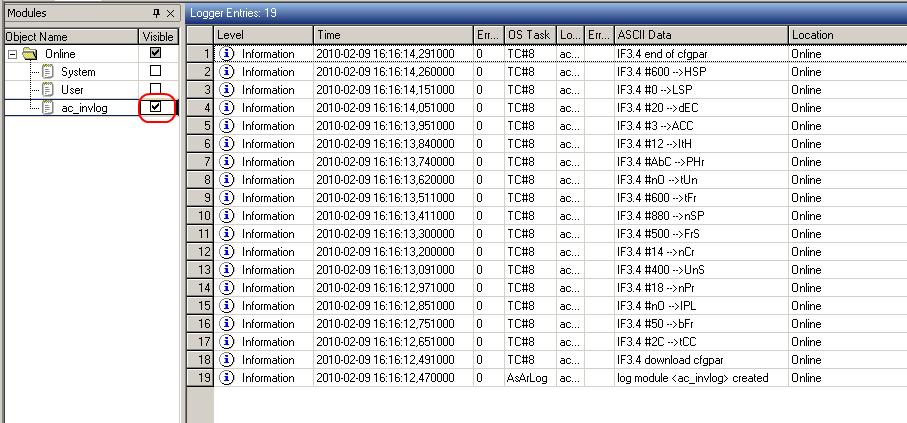 Modules
Logger Entries: 19
Object Name Visible
Online
System
User
ac_invlog
Level Time Err... OS Task Lo... Err... ASCII Data Location
1 Information 2010-02-09 16:16:14,291000 0 TC#8 ac... IF3.4 end of cfgpar Online
2 Information 2010-02-09 16:16:14,260000 0 TC#8 ac... IF3.4 #600 -->HSP Online
3 Information 2010-02-09 16:16:14,151000 0 TC#8 ac... IF3.4 #0 -->LSP Online
4 Information 2010-02-09 16:16:14,051000 0 TC#8 ac... IF3.4 #20 -->dEC Online
5 Information 2010-02-09 16:16:13,951000 0 TC#8 ac... IF3.4 #3 -->ACC Online
6 Information 2010-02-09 16:16:13,840000 0 TC#8 ac... IF3.4 #12 -->ItH Online
7 Information 2010-02-09 16:16:13,740000 0 TC#8 ac... IF3.4 #AbC -->PHr Online
8 Information 2010-02-09 16:16:13,620000 0 TC#8 ac... IF3.4 #nO -->tUn Online
9 Information 2010-02-09 16:16:13,511000 0 TC#8 ac... IF3.4 #600 -->tFr Online
10 Information 2010-02-09 16:16:13,411000 0 TC#8 ac... IF3.4 #880 -->nSP Online
11 Information 2010-02-09 16:16:13,300000 0 TC#8 ac... IF3.4 #500 -->FrS Online
12 Information 2010-02-09 16:16:13,200000 0 TC#8 ac... IF3.4 #14 -->nCr Online
13 Information 2010-02-09 16:16:13,091000 0 TC#8 ac... IF3.4 #400 -->UnS Online
14 Information 2010-02-09 16:16:12,971000 0 TC#8 ac... IF3.4 #18 -->nPr Online
15 Information 2010-02-09 16:16:12,851000 0 TC#8 ac... IF3.4 #nO -->IPL Online
16 Information 2010-02-09 16:16:12,751000 0 TC#8 ac... IF3.4 #50 -->bFr Online
17 Information 2010-02-09 16:16:12,651000 0 TC#8 ac... IF3.4 #2C -->tCC Online
18 Information 2010-02-09 16:16:12,491000 0 TC#8 ac... IF3.4 download cfgpar Online
19 Information 2010-02-09 16:16:12,470000 0 AsArLog ac... log module <ac_invlog> created Online